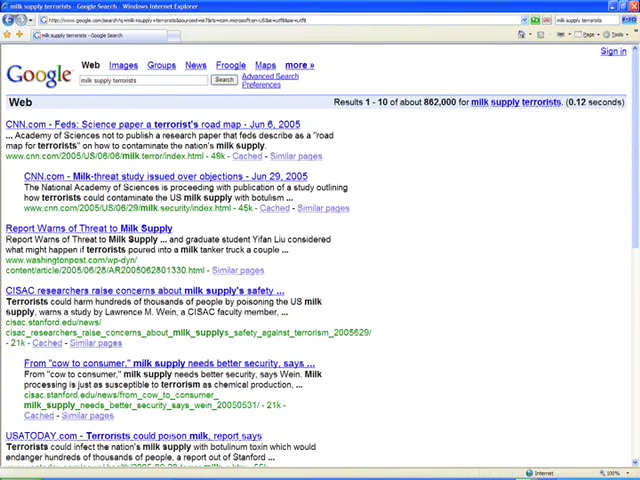 milk supply terrorists - Google Search - Windows Internet Explorer
milk supply terrorists
milk supply terrorists - Google Search
Page
Tools
Sign in
Google
Web Images Groups News Froogle Maps more »
milk supply terrorists
Search
Advanced Search
Preferences
Web
Results 1 - 10 of about 862,000 for milk supply terrorists. (0.12 seconds)
CNN.com - Feds: Science paper a terrorist's road map - Jun 6, 2005
... Academy of Sciences not to publish a research paper that feds describe as a "road
map for terrorists" on how to contaminate the nation's milk supply.
www.cnn.com/2005/US/06/06/milk.terror/index.html - 49k - Cached - Similar pages
CNN.com - Milk-threat study issued over objections - Jun 29, 2005
The National Academy of Sciences is proceeding with publication of a study outlining
how terrorists could contaminate the US milk supply with botulism ...
www.cnn.com/2005/US/06/29/milk.security/index.html - 45k - Cached - Similar pages
Report Warns of Threat to Milk Supply
Report Warns of Threat to Milk Supply ... and graduate student Yifan Liu considered
what might happen if terrorists poured into a milk tanker truck a couple ...
www.washingtonpost.com/wp-dyn/
content/article/2005/06/28/AR2005062801330.html - Similar pages
CISAC researchers raise concerns about milk supply's safety ...
Terrorists could harm hundreds of thousands of people by poisoning the US milk
supply, warns a study by Lawrence M. Wein, a CISAC faculty member, ...
cisac.stanford.edu/news/
cisac_researchers_raise_concerns_about_milk_supplys_safety_against_terrorism_2005629/
- 21k - Cached - Similar pages
From "cow to consumer," milk supply needs better security, says ...
From "cow to consumer," milk supply needs better security, says Wein. Milk
processing is just as susceptible to terrorism as chemical production, ...
cisac.stanford.edu/news/from_cow_to_consumer_
milk_supply_needs_better_security_says_wein_20050531/ - 21k -
Cached - Similar pages
USATODAY.com - Terrorists could poison milk, report says
Terrorists could infect the nation's milk supply with botulinum toxin which would
endanger hundreds of thousands of people, a report out of Stanford ...
Internet
100%